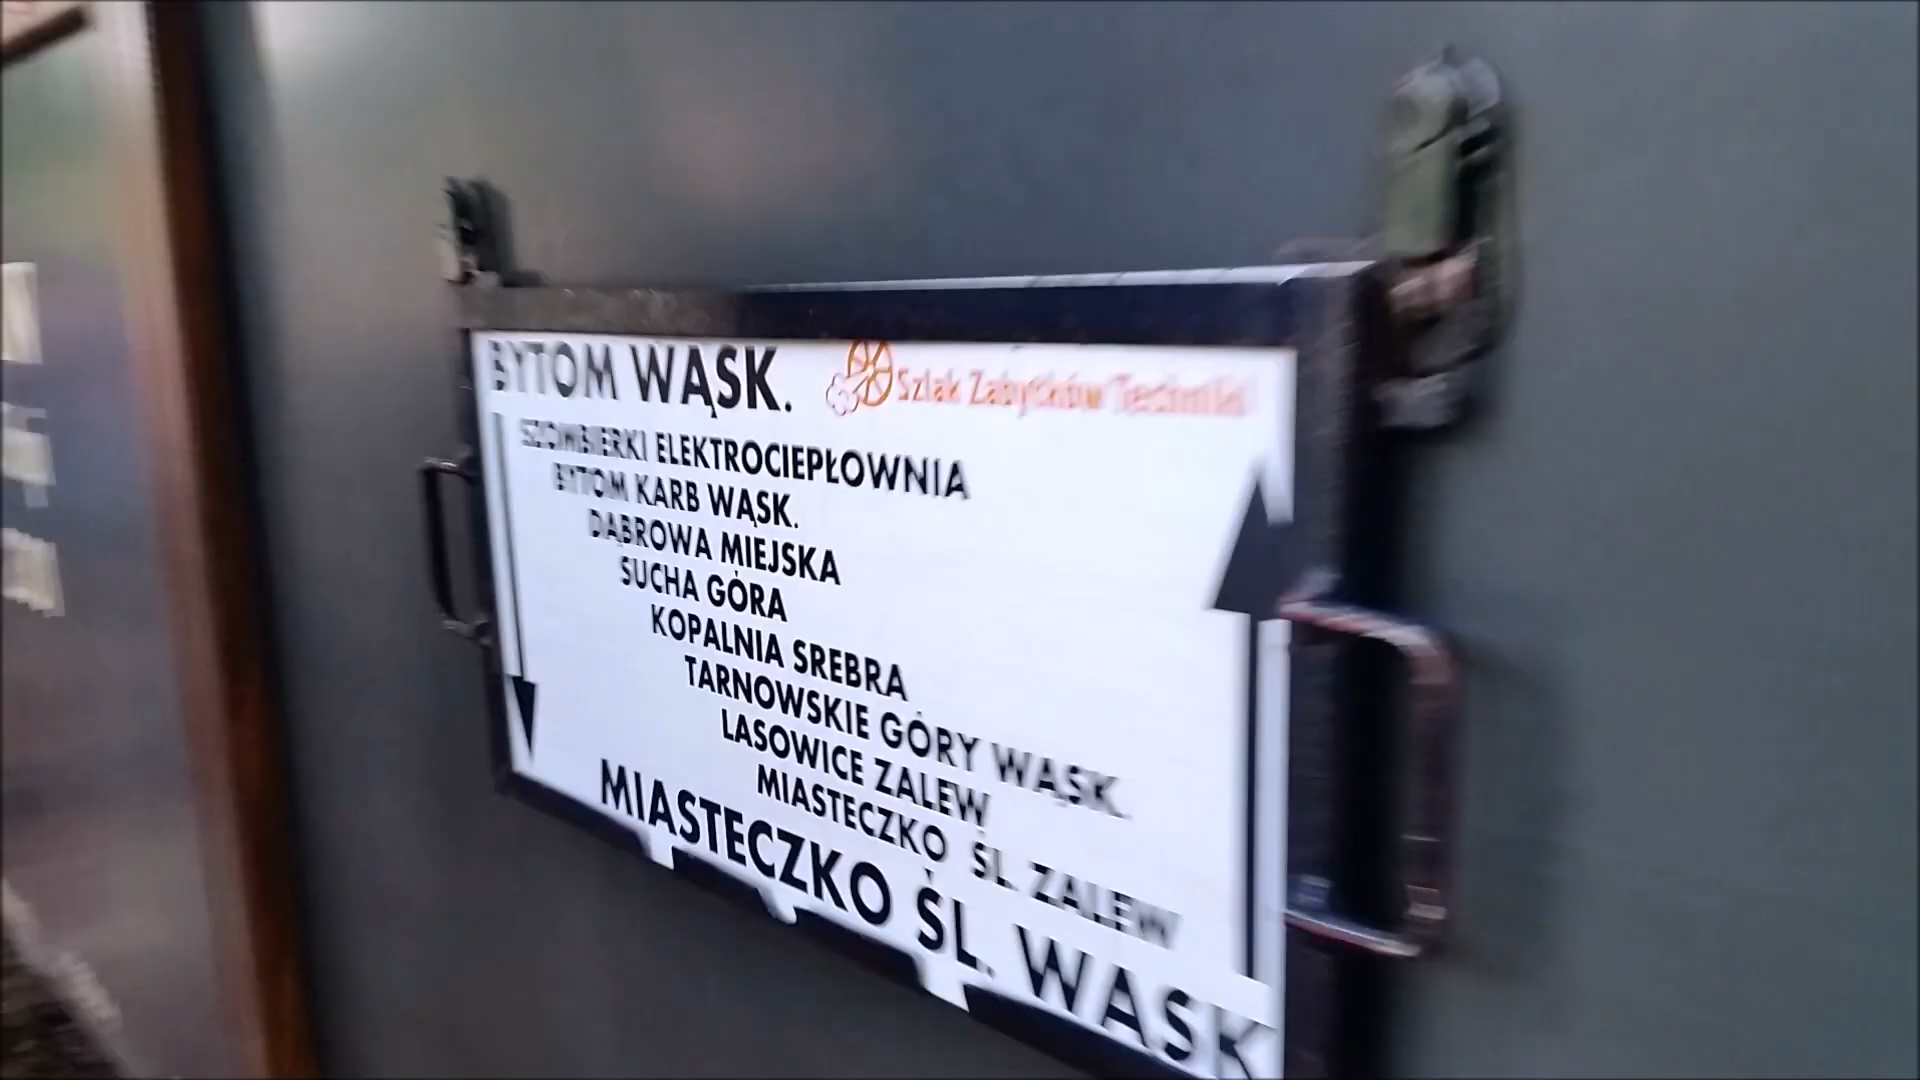 BYTOM WĄSK.
Szlak Zabytków Techniki
SZOMBIERKI ELEKTROCIEPŁOWNIA
BYTOM KARB WĄSK.
DĄBROWA MIEJSKA
SUCHA GÓRA
KOPALNIA SREBRA
TARNOWSKIE GÓRY WĄSK.
LASOWICE ZALEW
MIASTECZKO ŚL. ZALEW
MIASTECZKO ŚL. WĄSK